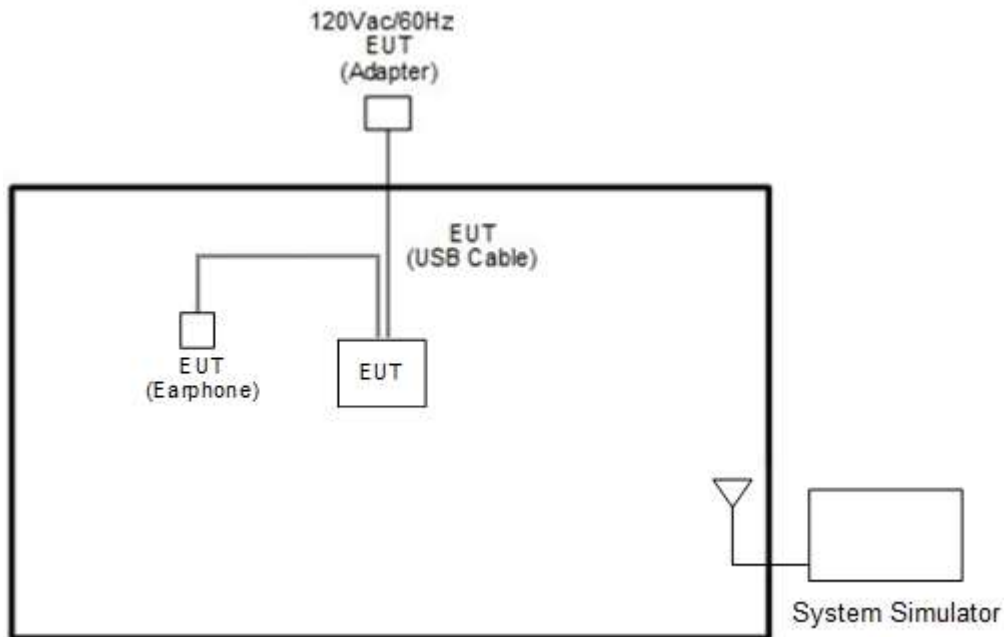 120Vac/60Hz
EUT
(Adapter)
EUT
(USB Cable)
EUT
(Earphone)
EUT
System Simulator